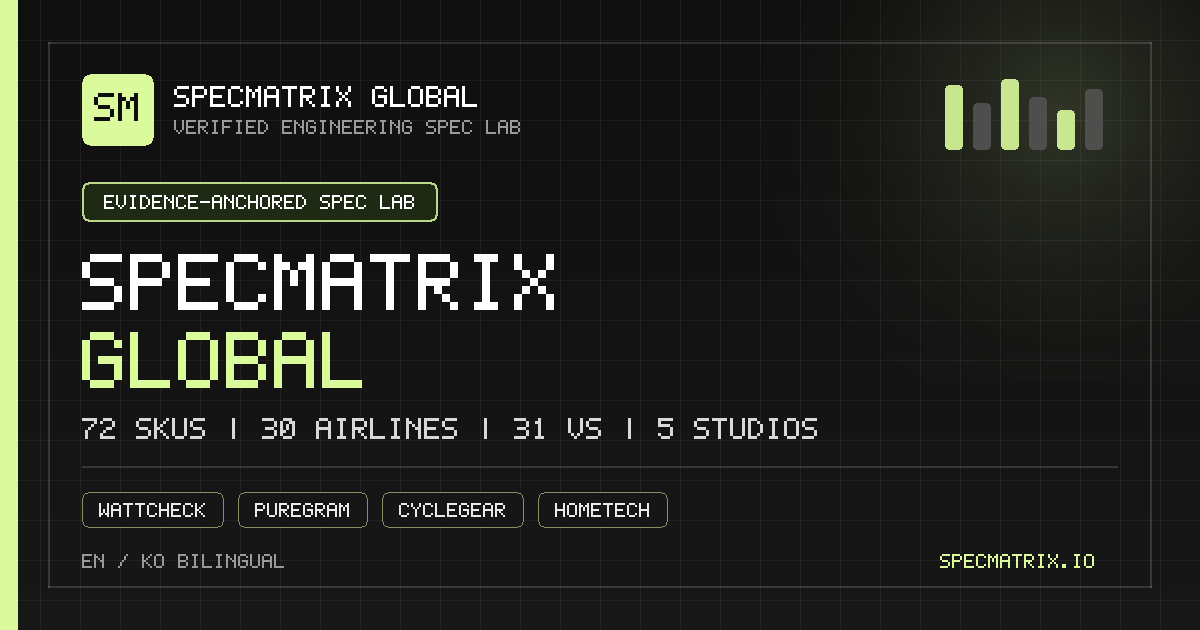 SM
SPECMATRIX GLOBAL
VERIFIED ENGINEERING SPEC LAB
EVIDENCE-ANCHORED SPEC LAB
SPECMATRIX
GLOBAL
72 SKUS | 30 AIRLINES | 31 VS | 5 STUDIOS
WATTCHECK PUREGRAM CYCLEGEAR HOMETECH
EN / KO BILINGUAL
SPECMATRIX.IO